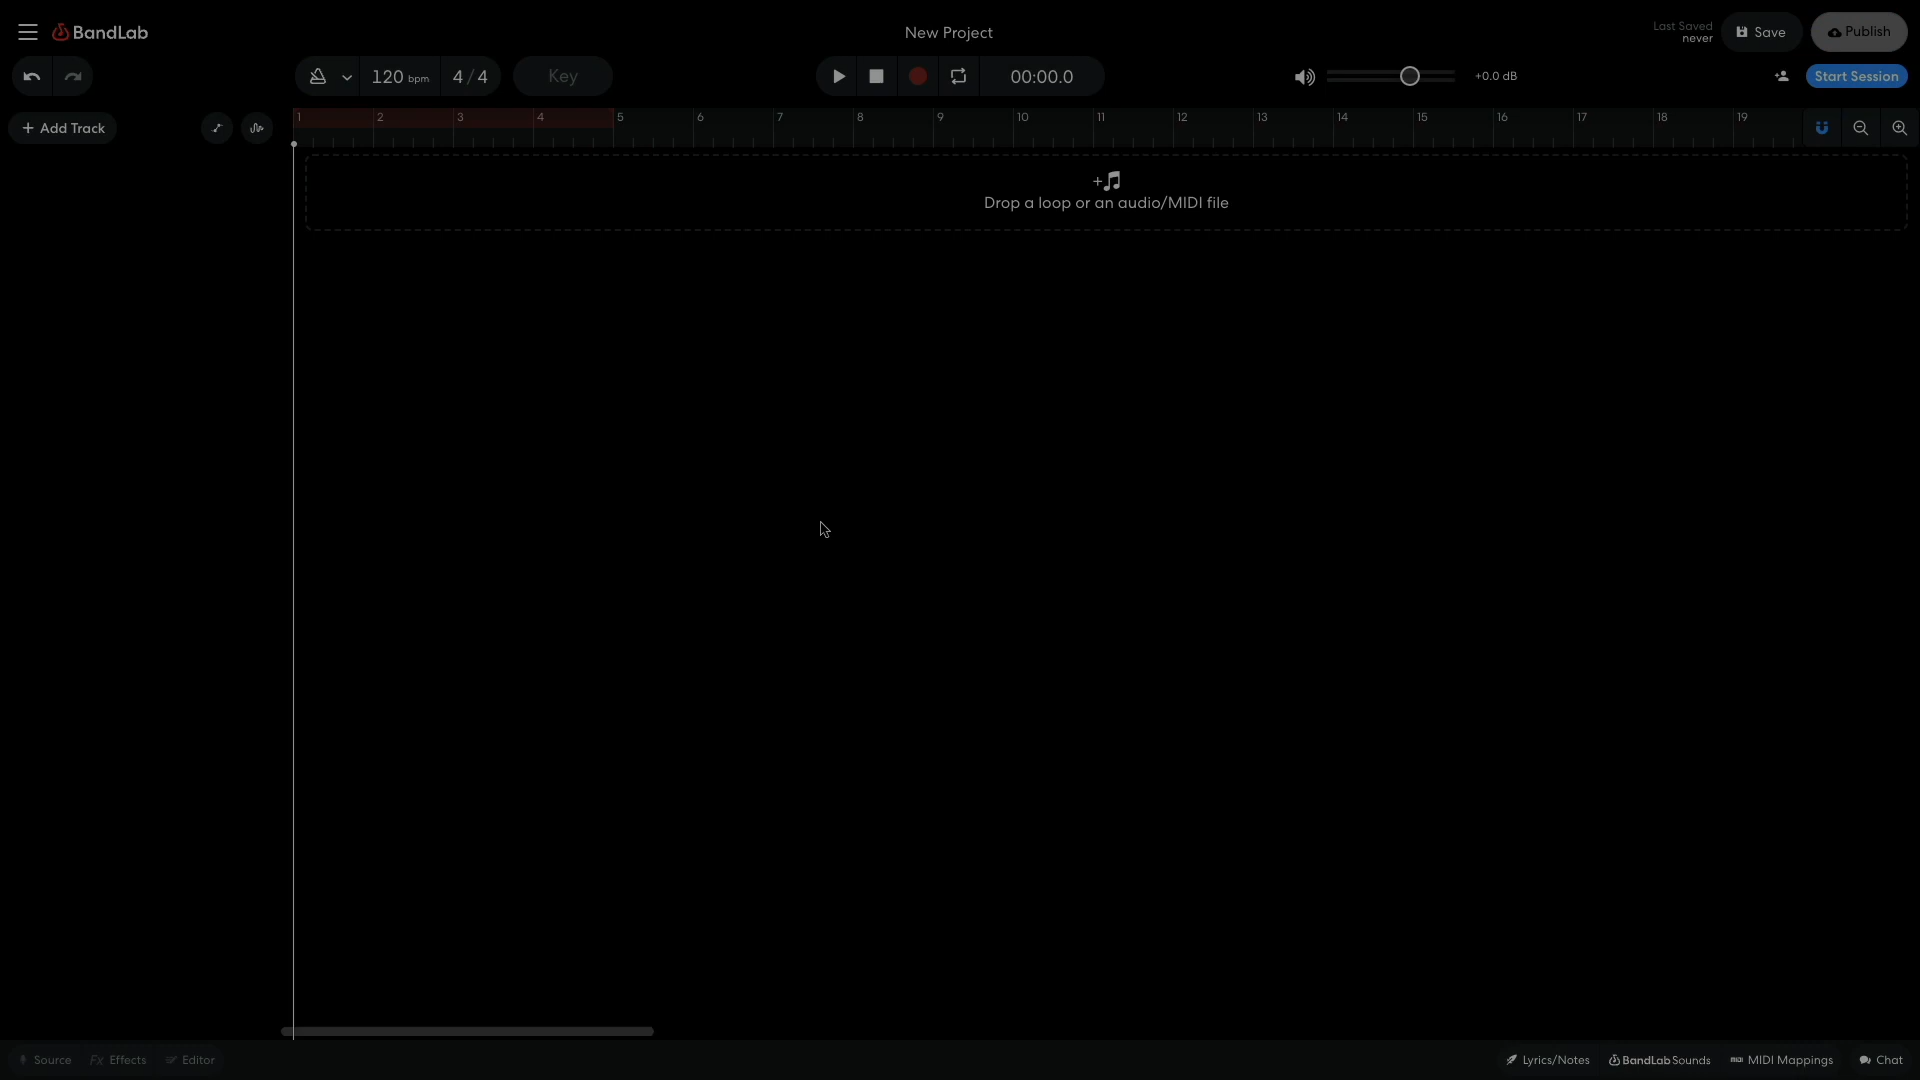 BandLab
New Project
Last Saved
never
Save
Publish
120 bpm
4/4
Key
00:00.0
+0.0 dB
Start Session
+ Add Track
1 2 3 4 5 6 7 8 9 10 11 12 13 14 15 16 17 18 19
Drop a loop or an audio/MIDI file
Source
Fx Effects
Editor
Lyrics/Notes
BandLab Sounds
MIDI Mappings
Chat